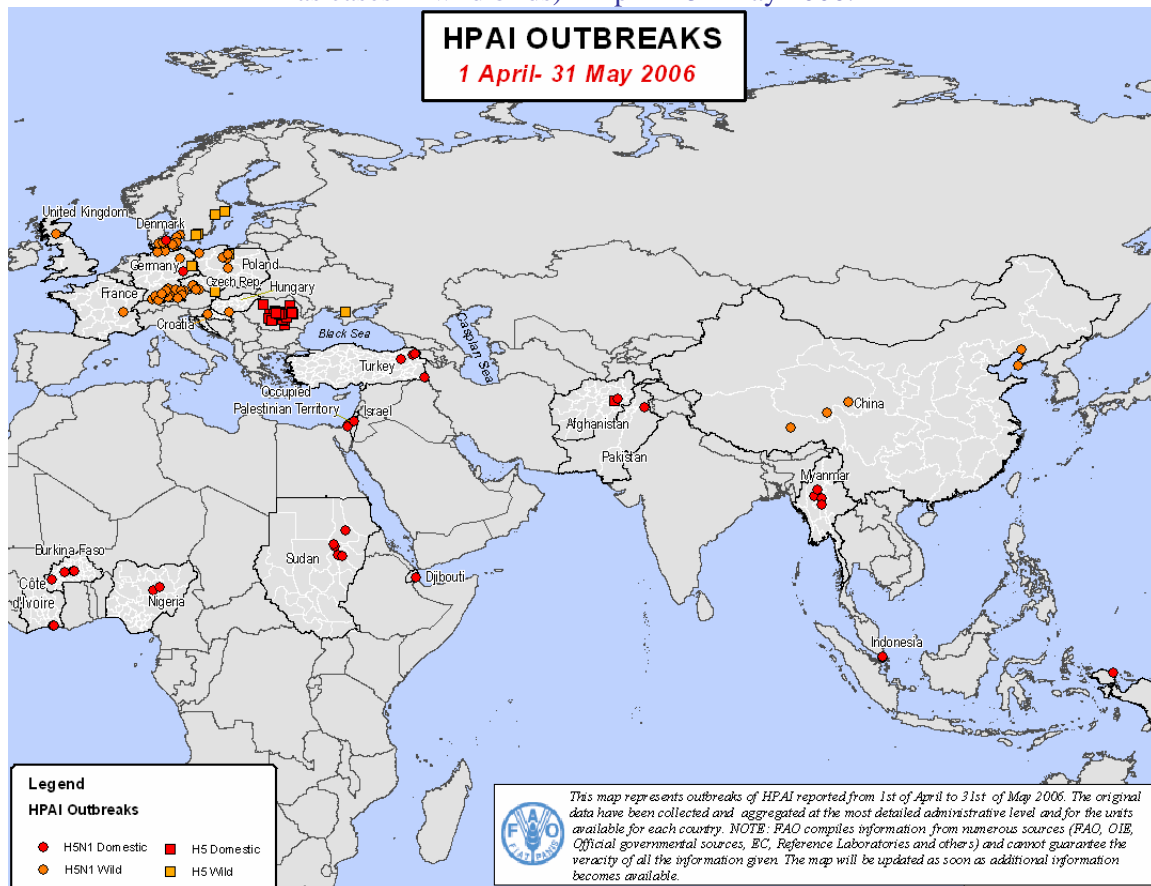 HPAI OUTBREAKS
1 April- 31 May 2006
United Kingdom
Denmark
Germany
Poland
Czech Rep.
Hungary
France
Croatia
Black Sea
Caspian Sea
Turkey
Occupied
Palestinian Territory
Israel
Afghanistan
Pakistan
China
Myanmar
Sudan
Burkina Faso
Côte
d'Ivoire
Nigeria
Djibouti
Indonesia
Legend
HPAI Outbreaks
H5N1 Domestic
H5 Domestic
H5N1 Wild
H5 Wild
FAO
FIAT PANIS
This map represents outbreaks of HPAI reported from 1st of April to 31st of May 2006. The original
data have been collected and aggregated at the most detailed administrative level and for the units
available for each country. NOTE: FAO compiles information from numerous sources (FAO, OIE,
Official governmental sources, EC, Reference Laboratories and others) and cannot guarantee the
veracity of all the information given. The map will be updated as soon as additional information
becomes available.